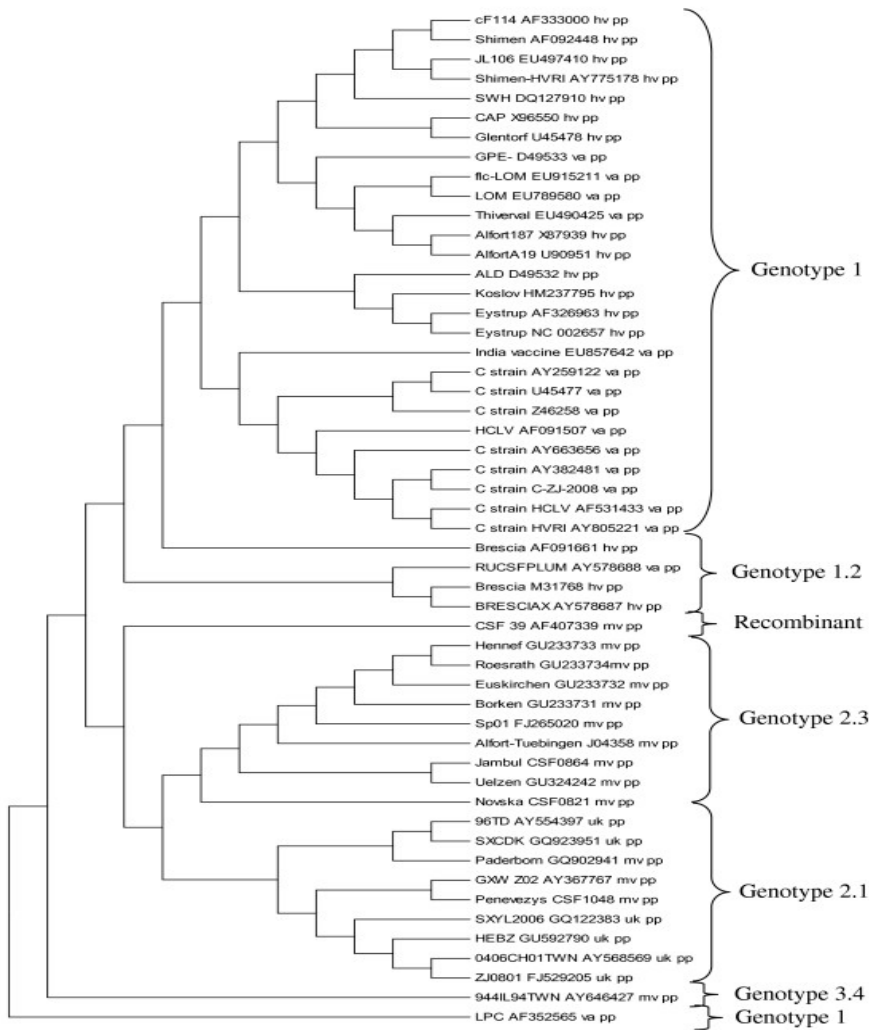 cF114 AF333000 hv pp
Shimen AF092448 hv pp
JL106 EU497410 hv pp
Shimen-HVRI AY775178 hv pp
SWH DQ127910 hv pp
CAP X96550 hv pp
Glentorf U45478 hv pp
GPE- D49533 va pp
flc-LOM EU915211 va pp
LOM EU789580 va pp
Thiverval EU490425 va pp
Alfort187 X87939 hv pp
AlfortA19 U90951 hv pp
ALD D49532 hv pp
Koslov HM237795 hv pp
Eystrup AF326963 hv pp
Eystrup NC 002657 hv pp
India vaccine EU857642 va pp
C strain AY259122 va pp
C strain U45477 va pp
C strain Z46258 va pp
HCLV AF091507 va pp
C strain AY663656 va pp
C strain AY382481 va pp
C strain C-ZJ-2008 va pp
C strain HCLV AF531433 va pp
C strain HVRI AY805221 va pp
Genotype 1
Brescia AF091661 hv pp
RUCSFPLUM AY578688 va pp
Brescia M31768 hv pp
BRESCIAX AY578687 hv pp
Genotype 1.2
CSF 39 AF407339 mv pp
Recombinant
Hennef GU233733 mv pp
Roesrath GU233734mv pp
Euskirchen GU233732 mv pp
Borken GU233731 mv pp
Sp01 FJ265020 mv pp
Alfort-Tuebingen J04358 mv pp
Jambul CSF0864 mv pp
Uelzen GU324242 mv pp
Novska CSF0821 mv pp
Genotype 2.3
96TD AY554397 uk pp
SXCDK GQ923951 uk pp
Paderborn GQ902941 mv pp
GXW Z02 AY367767 mv pp
Penevezys CSF1048 mv pp
SXYL2006 GQ122383 uk pp
HEBZ GU592790 uk pp
0406CH01TWN AY568569 uk pp
ZJ0801 FJ529205 uk pp
Genotype 2.1
944IL94TWN AY646427 mv pp
Genotype 3.4
LPC AF352565 va pp
Genotype 1